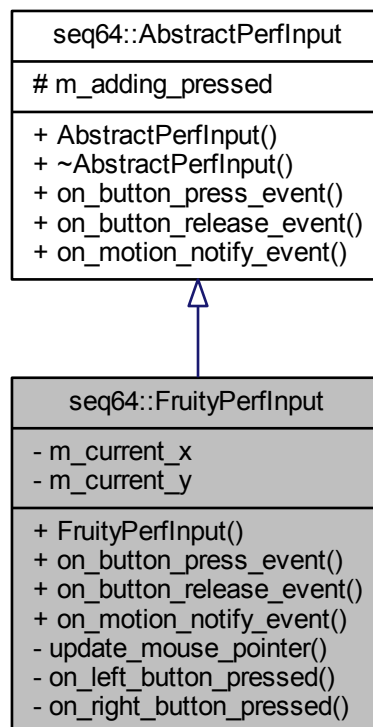 seq64::AbstractPerfInput
# m_adding_pressed
+ AbstractPerfInput()
+ ~AbstractPerfInput()
+ on_button_press_event()
+ on_button_release_event()
+ on_motion_notify_event()
seq64::FruityPerfInput
- m_current_x
- m_current_y
+ FruityPerfInput()
+ on_button_press_event()
+ on_button_release_event()
+ on_motion_notify_event()
- update_mouse_pointer()
- on_left_button_pressed()
- on_right_button_pressed()